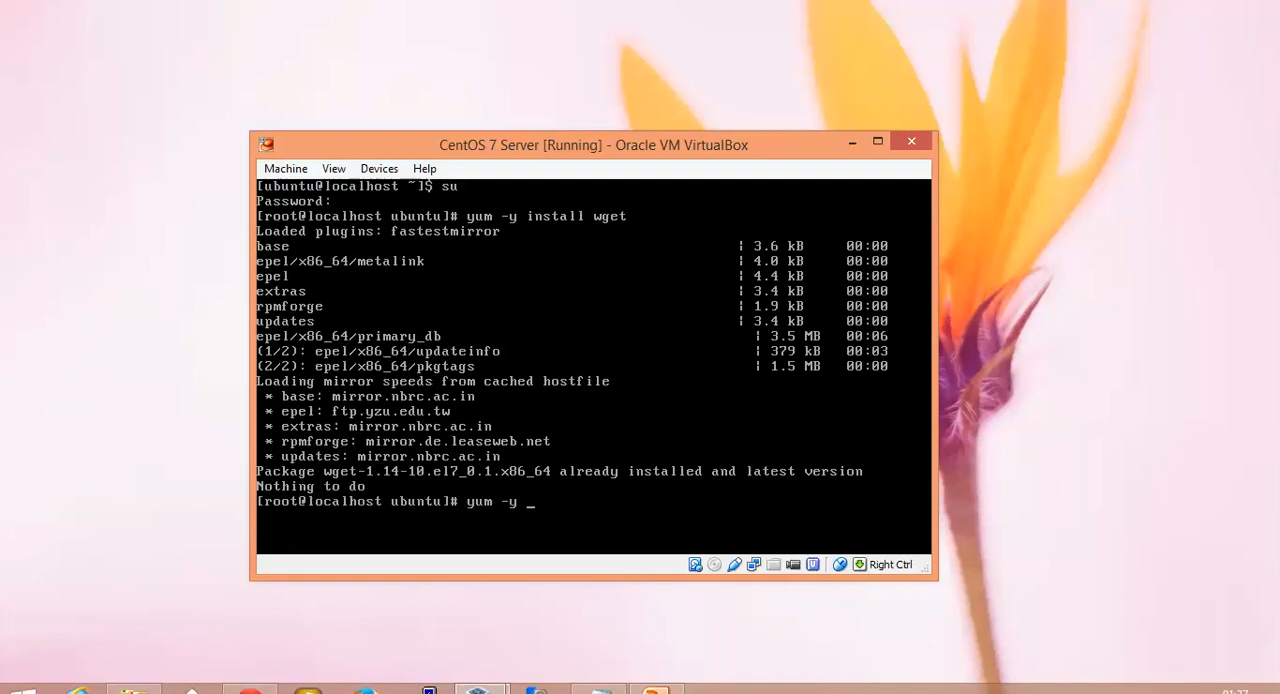 CentOS 7 Server [Running] - Oracle VM VirtualBox
Machine View Devices Help
[ubuntu@localhost ~]$ su
Password:
[root@localhost ubuntu]# yum -y install wget
Loaded plugins: fastestmirror
base | 3.6 kB 00:00
epel/x86_64/metalink | 4.0 kB 00:00
epel | 4.4 kB 00:00
extras | 3.4 kB 00:00
rpmforge | 1.9 kB 00:00
updates | 3.4 kB 00:00
epel/x86_64/primary_db | 3.5 MB 00:06
(1/2): epel/x86_64/updateinfo | 379 kB 00:03
(2/2): epel/x86_64/pkgtags | 1.5 MB 00:00
Loading mirror speeds from cached hostfile
* base: mirror.nbrc.ac.in
* epel: ftp.yzu.edu.tw
* extras: mirror.nbrc.ac.in
* rpmforge: mirror.de.leaseweb.net
* updates: mirror.nbrc.ac.in
Package wget-1.14-10.el7_0.1.x86_64 already installed and latest version
Nothing to do
[root@localhost ubuntu]# yum -y _
Right Ctrl